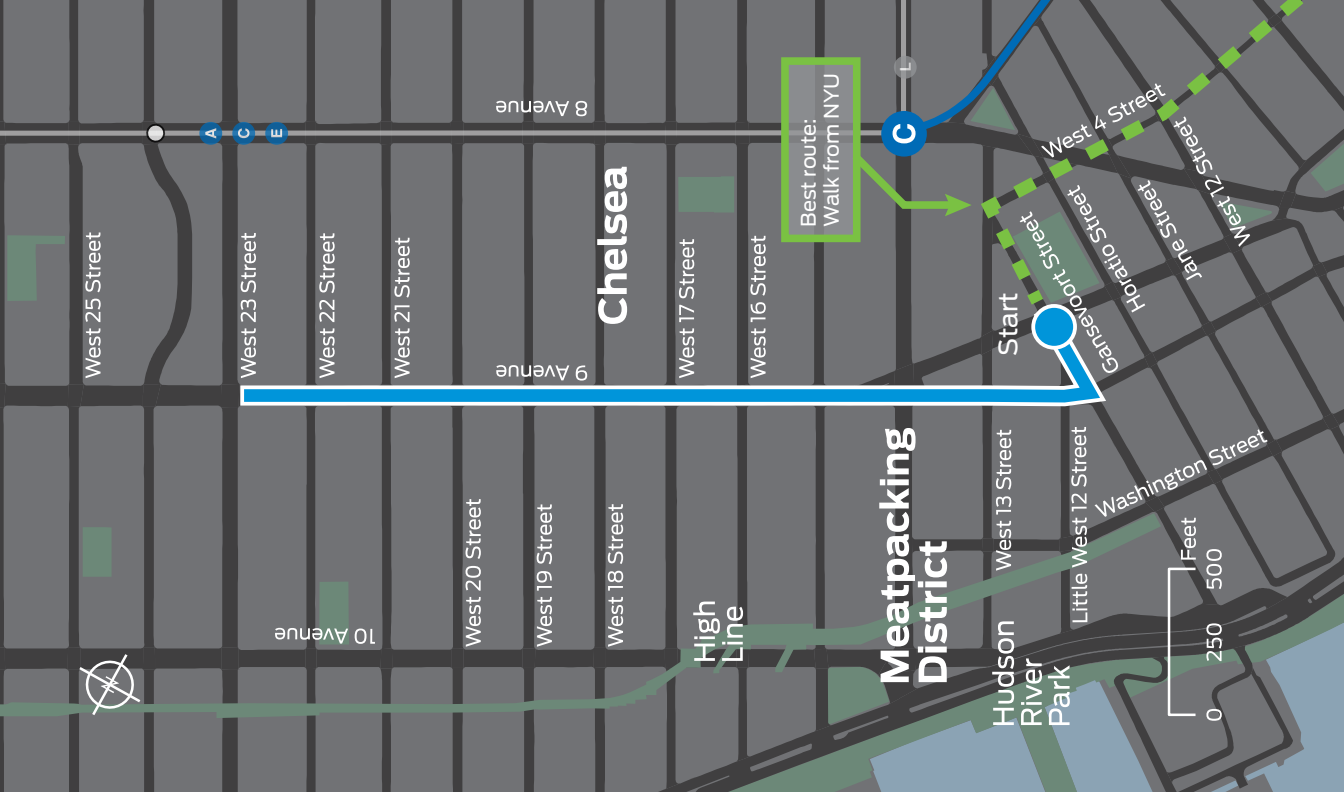 8 Avenue
A
C
E
L
C
Best route:
Walk from NYU
West 4 Street
West 12 Street
Jane Street
Horatio Street
Gansevoort Street
West 25 Street
West 23 Street
West 22 Street
West 21 Street
Chelsea
West 17 Street
West 16 Street
Start
9 Avenue
West 20 Street
West 19 Street
West 18 Street
Meatpacking
District
West 13 Street
Little West 12 Street
Washington Street
10 Avenue
High
Line
Hudson
River
Park
Feet
0 250 500
N